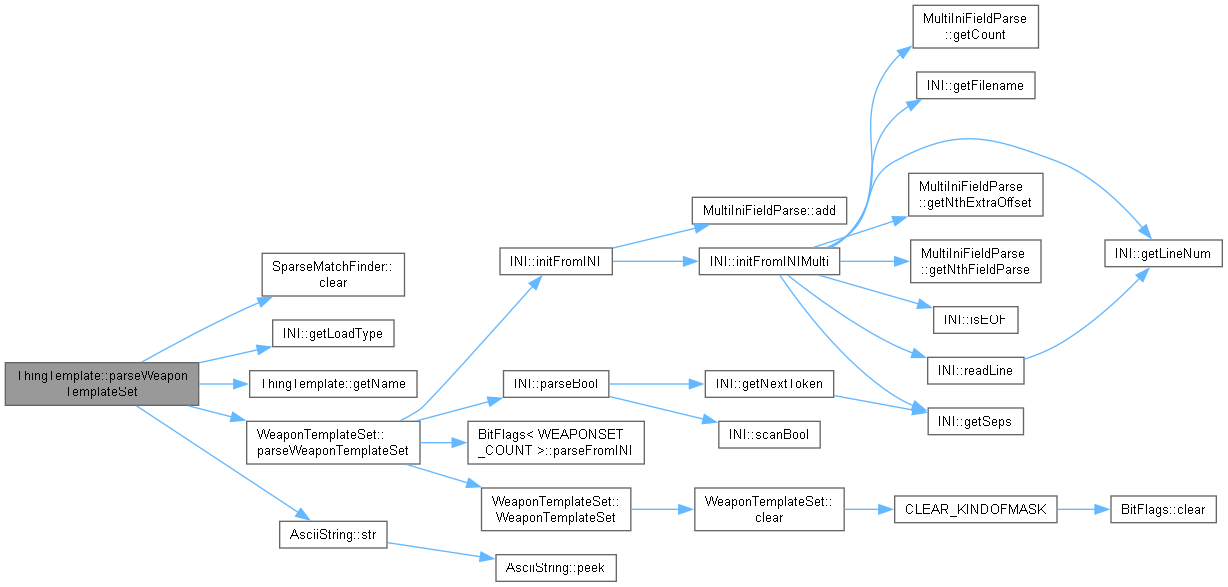 ThingTemplate::parseWeapon
TemplateSet
SparseMatchFinder::
clear
INI::getLoadType
ThingTemplate::getName
WeaponTemplateSet::
parseWeaponTemplateSet
AsciiString::str
INI::initFromINI
INI::parseBool
BitFlags< WEAPONSET
_COUNT >::parseFromINI
WeaponTemplateSet::
WeaponTemplateSet
AsciiString::peek
MultiIniFieldParse::add
INI::initFromINIMulti
INI::getNextToken
INI::scanBool
WeaponTemplateSet::
clear
MultiIniFieldParse
::getCount
INI::getFilename
MultiIniFieldParse
::getNthExtraOffset
MultiIniFieldParse
::getNthFieldParse
INI::isEOF
INI::readLine
INI::getSeps
CLEAR_KINDOFMASK
INI::getLineNum
BitFlags::clear